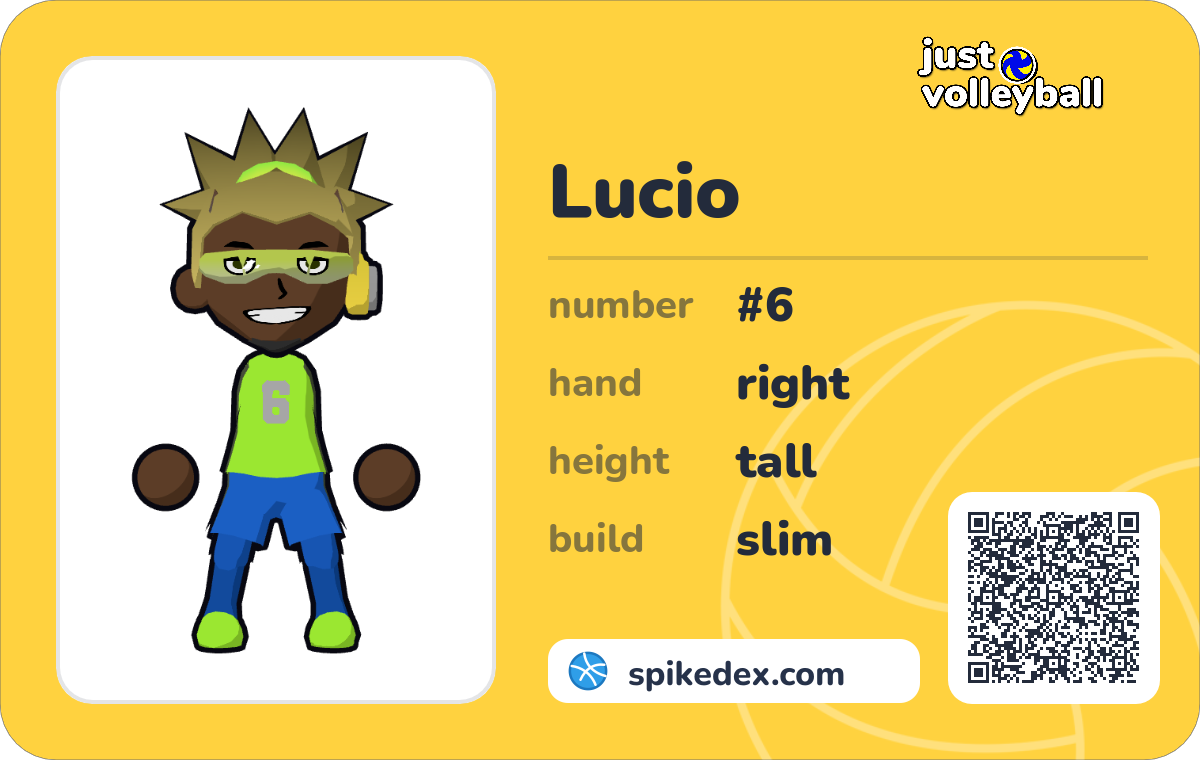 just
volleyball
Lucio
number #6
hand right
height tall
build slim
6
spikedex.com